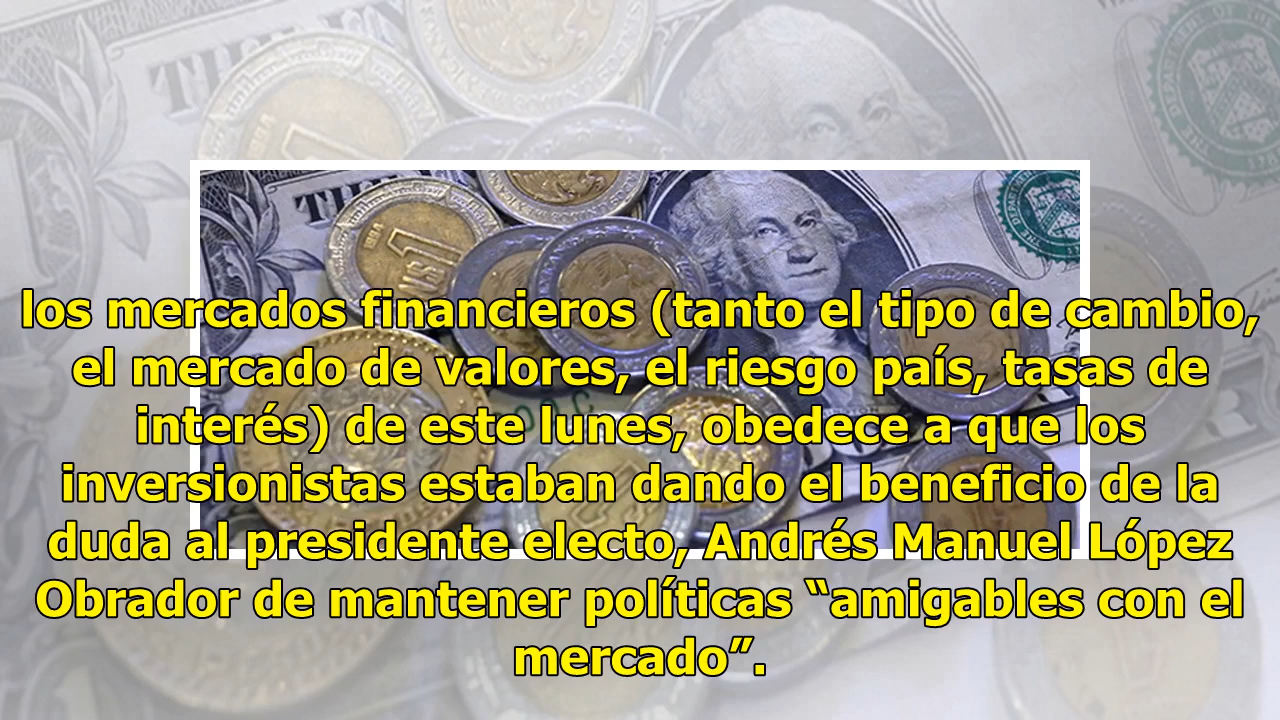 los mercados financieros (tanto el tipo de cambio,
el mercado de valores, el riesgo país, tasas de
interés) de este lunes, obedece a que los
inversionistas estaban dando el beneficio de la
duda al presidente electo, Andrés Manuel López
Obrador de mantener políticas “amigables con el
mercado”.